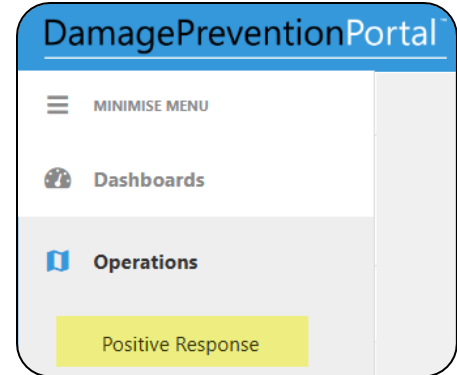 DamagePreventionPortal™
MINIMISE MENU
Dashboards
Operations
Positive Response